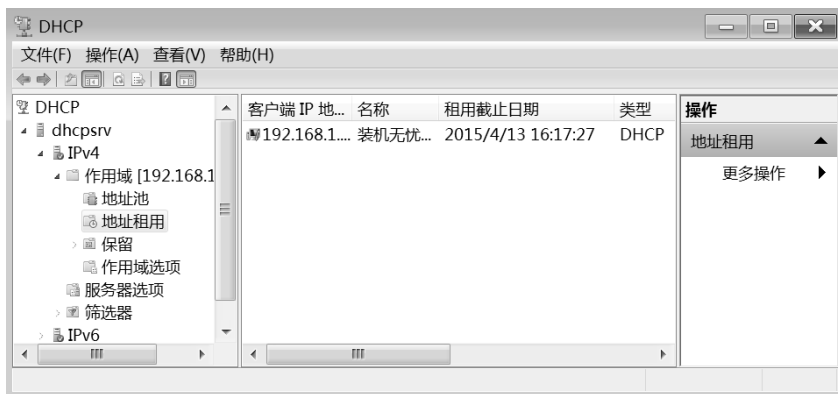 DHCP
文件(F) 操作(A) 查看(V) 帮助(H)
DHCP
dhcpsrv
IPv4
作用域 [192.168.1
地址池
地址租用
保留
作用域选项
服务器选项
筛选器
IPv6
客户端 IP 地... 名称 租用截止日期 类型
192.168.1.... 装机无忧... 2015/4/13 16:17:27 DHCP
操作
地址租用
更多操作